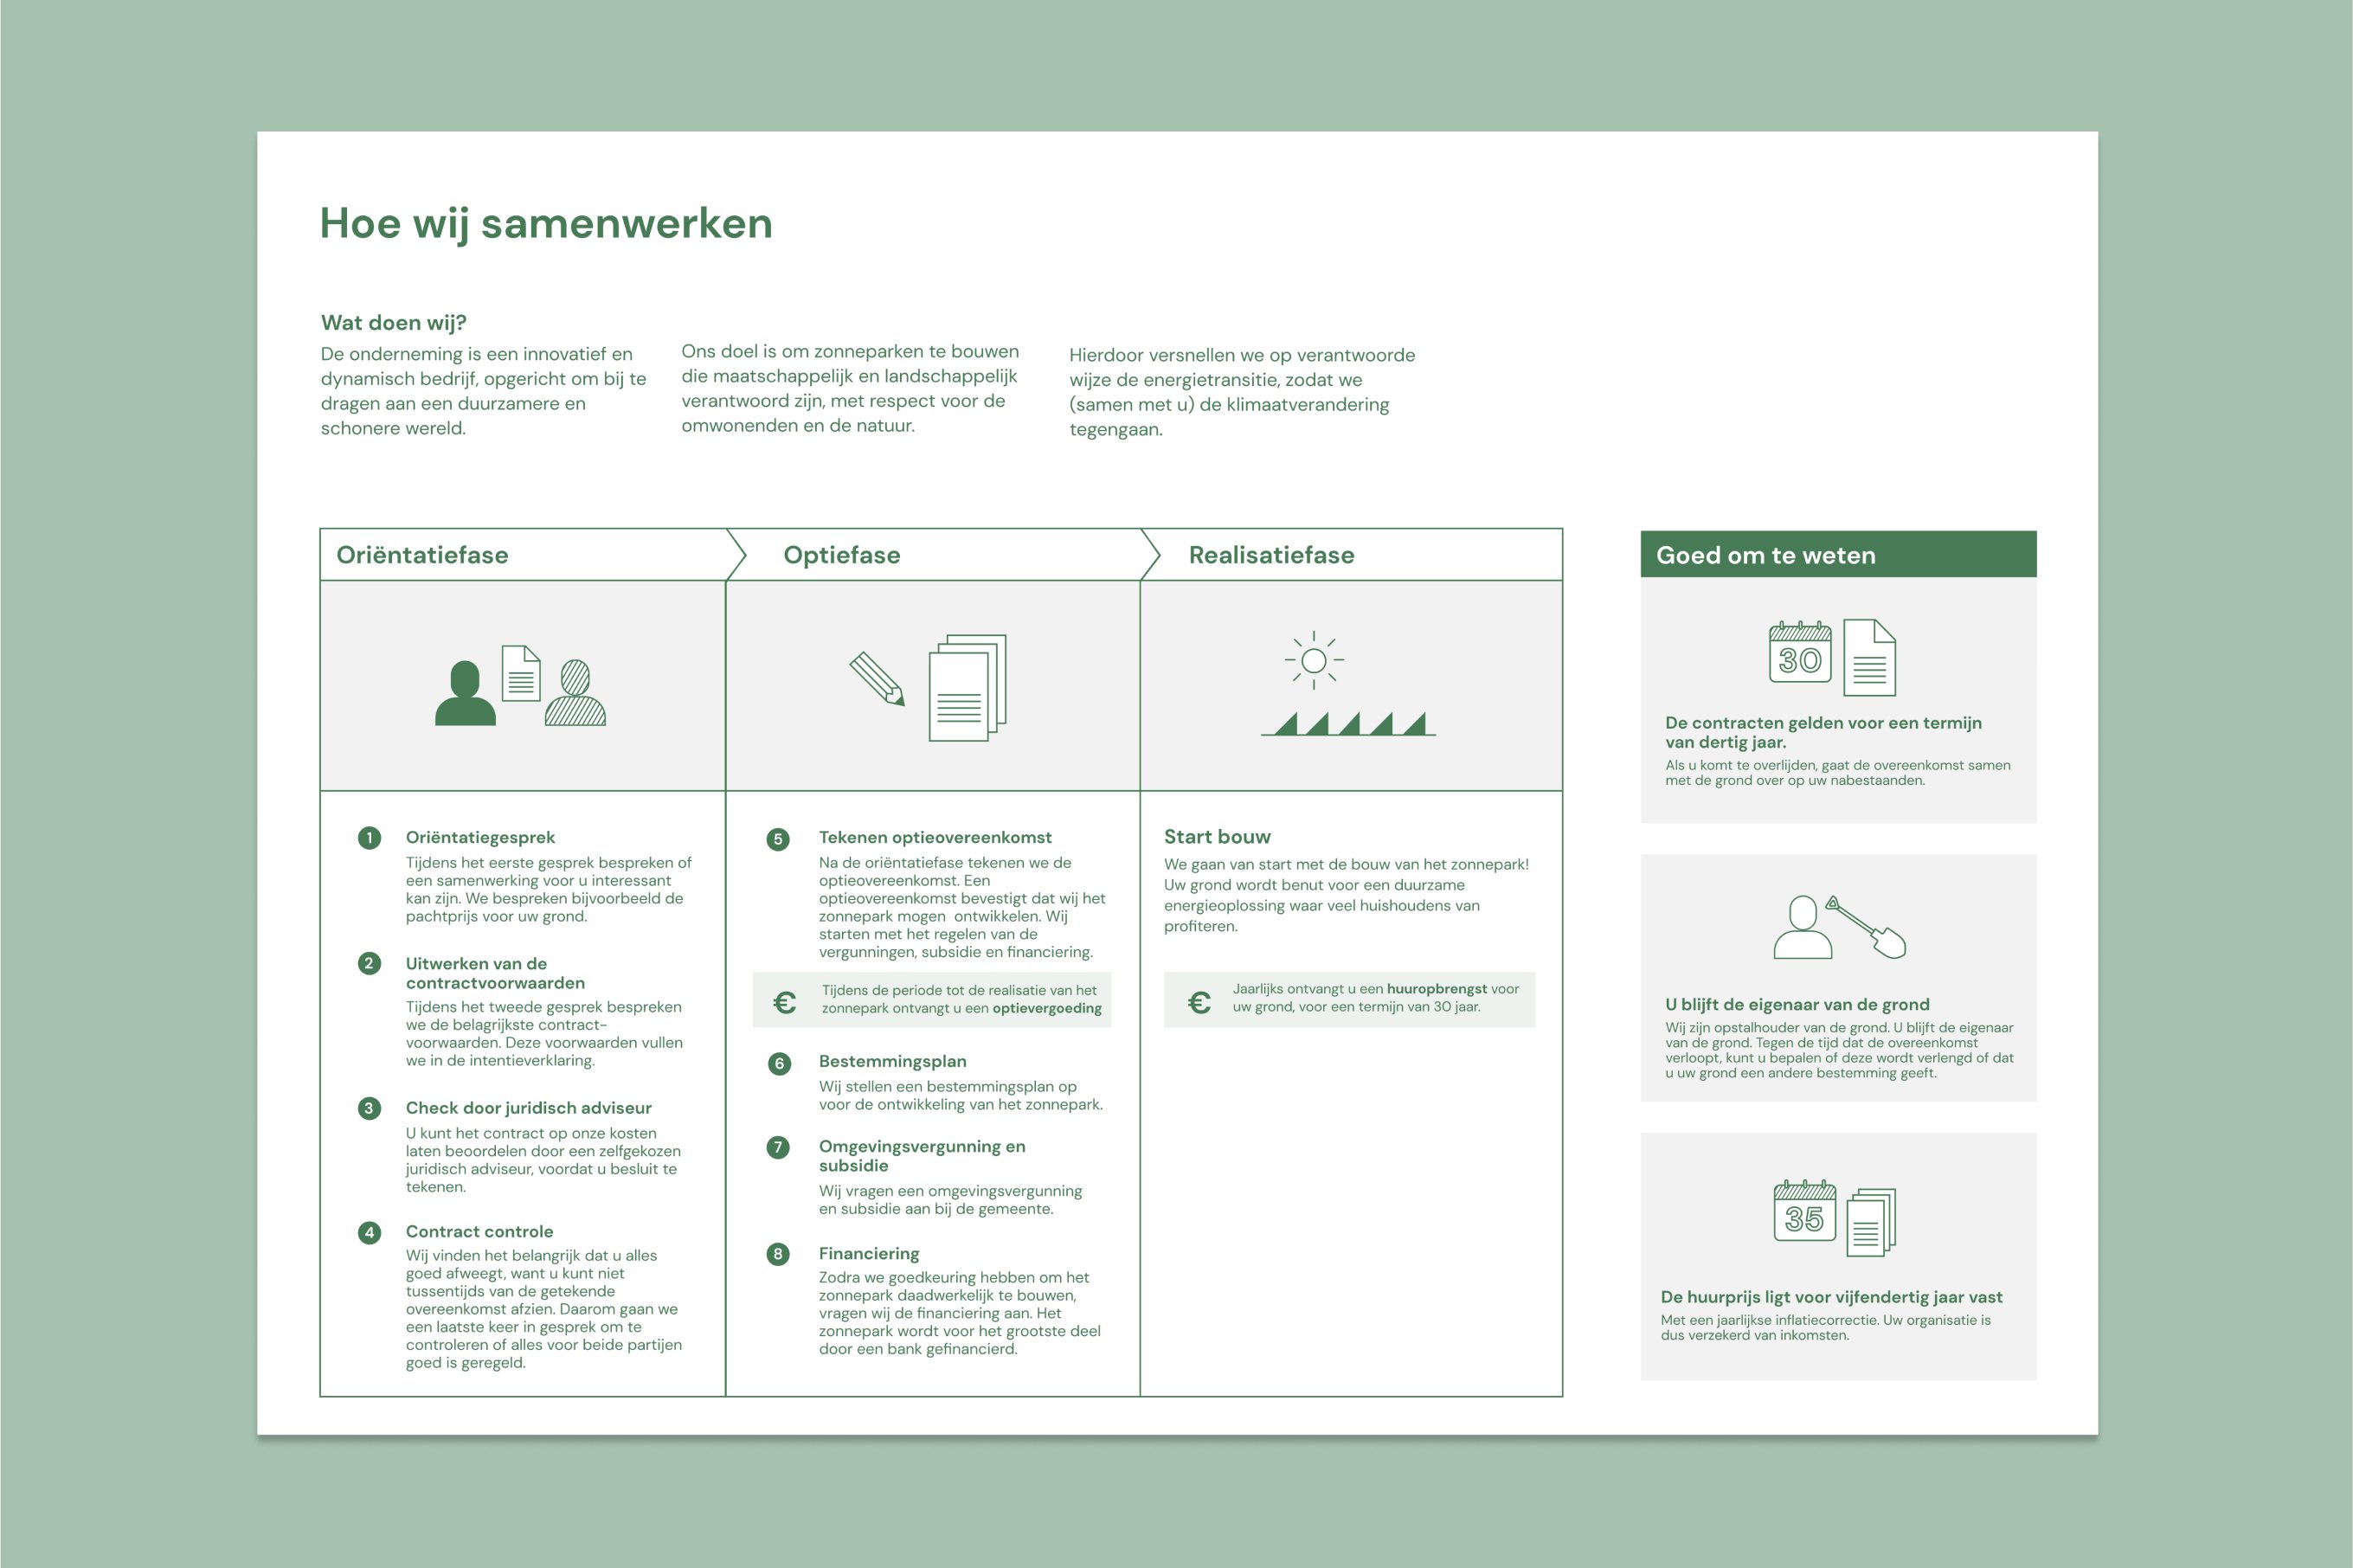 Hoe wij samenwerken
Wat doen wij?
De onderneming is een innovatief en
dynamisch bedrijf, opgericht om bij te
dragen aan een duurzamere en
schonere wereld.
Ons doel is om zonneparken te bouwen
die maatschappelijk en landschappelijk
verantwoord zijn, met respect voor de
omwonenden en de natuur.
Hierdoor versnellen we op verantwoorde
wijze de energietransitie, zodat we
(samen met u) de klimaatverandering
tegengaan.
Oriëntatiefase
1
Oriëntatiegesprek
Tijdens het eerste gesprek bespreken of
een samenwerking voor u interessant
kan zijn. We bespreken bijvoorbeeld de
pachtprijs voor uw grond.
2
Uitwerken van de
contractvoorwaarden
Tijdens het tweede gesprek bespreken
we de belagrijkste contract-
voorwaarden. Deze voorwaarden vullen
we in de intentieverklaring.
3
Check door juridisch adviseur
U kunt het contract op onze kosten
laten beoordelen door een zelfgekozen
juridisch adviseur, voordat u besluit te
tekenen.
4
Contract controle
Wij vinden het belangrijk dat u alles
goed afweegt, want u kunt niet
tussentijds van de getekende
overeenkomst afzien. Daarom gaan we
een laatste keer in gesprek om te
controleren of alles voor beide partijen
goed is geregeld.
Optiefase
5
Tekenen optieovereenkomst
Na de oriëntatiefase tekenen we de
optieovereenkomst. Een
optieovereenkomst bevestigt dat wij het
zonnepark mogen  ontwikkelen. Wij
starten met het regelen van de
vergunningen, subsidie en financiering.
€
Tijdens de periode tot de realisatie van het
zonnepark ontvangt u een optievergoeding
6
Bestemmingsplan
Wij stellen een bestemmingsplan op
voor de ontwikkeling van het zonnepark.
7
Omgevingsvergunning en
subsidie
Wij vragen een omgevingsvergunning
en subsidie aan bij de gemeente.
8
Financiering
Zodra we goedkeuring hebben om het
zonnepark daadwerkelijk te bouwen,
vragen wij de financiering aan. Het
zonnepark wordt voor het grootste deel
door een bank gefinancierd.
Realisatiefase
Start bouw
We gaan van start met de bouw van het zonnepark!
Uw grond wordt benut voor een duurzame
energieoplossing waar veel huishoudens van
profiteren.
€
Jaarlijks ontvangt u een huuropbrengst voor
uw grond, voor een termijn van 30 jaar.
Goed om te weten
30
De contracten gelden voor een termijn
van dertig jaar.
Als u komt te overlijden, gaat de overeenkomst samen
met de grond over op uw nabestaanden.
U blijft de eigenaar van de grond
Wij zijn opstalhouder van de grond. U blijft de eigenaar
van de grond. Tegen de tijd dat de overeenkomst
verloopt, kunt u bepalen of deze wordt verlengd of dat
u uw grond een andere bestemming geeft.
35
De huurprijs ligt voor vijfendertig jaar vast
Met een jaarlijkse inflatiecorrectie. Uw organisatie is
dus verzekerd van inkomsten.